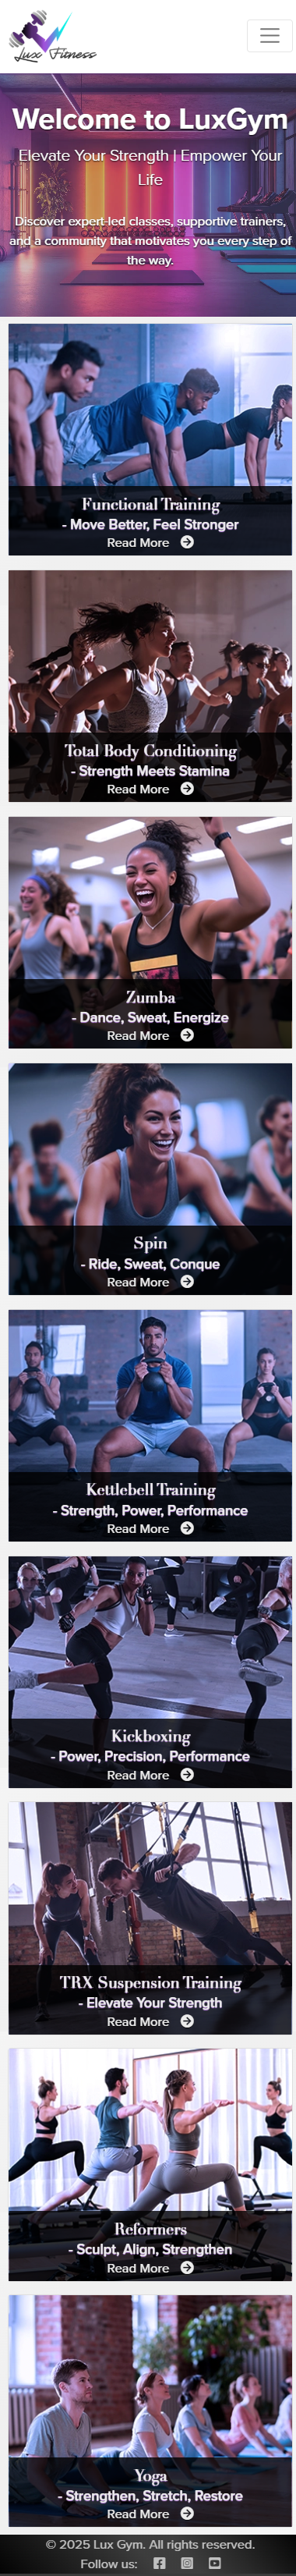 Lux Fitness
Welcome to LuxGym
Elevate Your Strength | Empower Your
Life
Discover expert-led classes, supportive trainers,
and a community that motivates you every step of
the way.
Functional Training
- Move Better, Feel Stronger
Read More
Total Body Conditioning
- Strength Meets Stamina
Read More
Zumba
- Dance, Sweat, Energize
Read More
Spin
- Ride, Sweat, Conque
Read More
Kettlebell Training
- Strength, Power, Performance
Read More
Kickboxing
- Power, Precision, Performance
Read More
TRX Suspension Training
- Elevate Your Strength
Read More
Reformers
- Sculpt, Align, Strengthen
Read More
Yoga
- Strengthen, Stretch, Restore
Read More
© 2025 Lux Gym. All rights reserved.
Follow us: